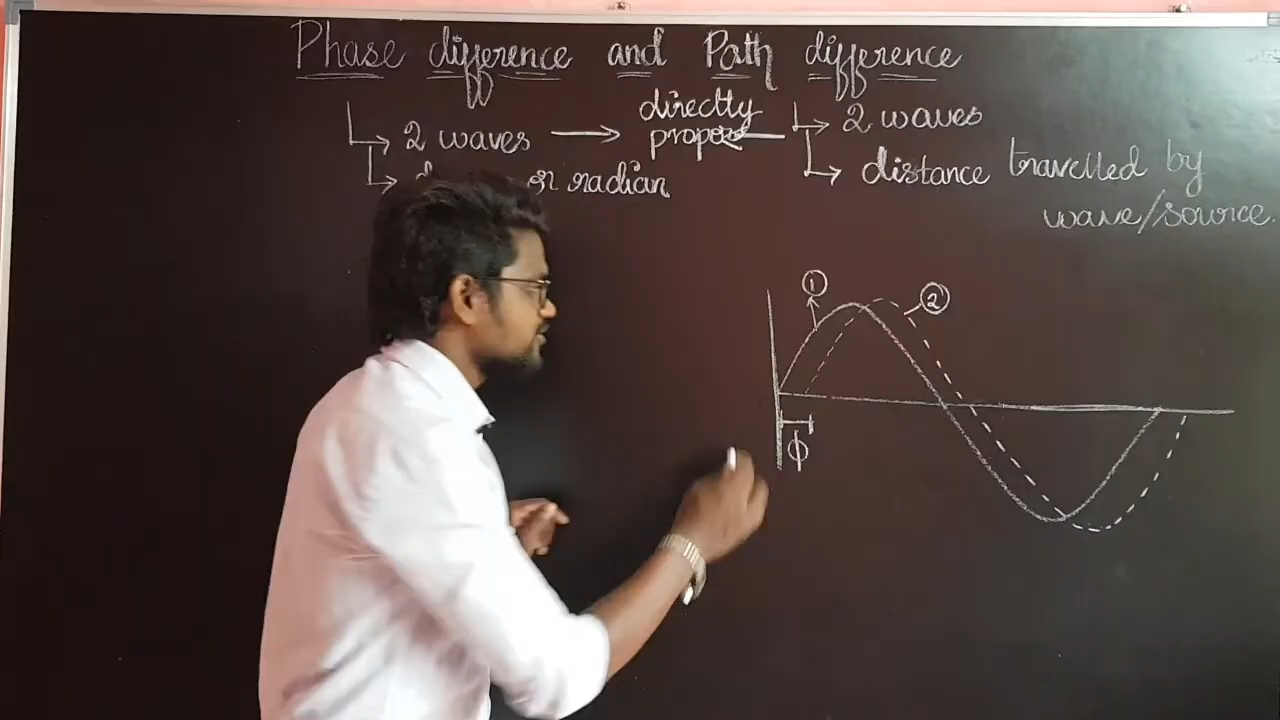 Phase difference and Path difference
2 waves → directly
propor
2 waves
or radian
distance travelled by
wave/source.
1
2
ϕ